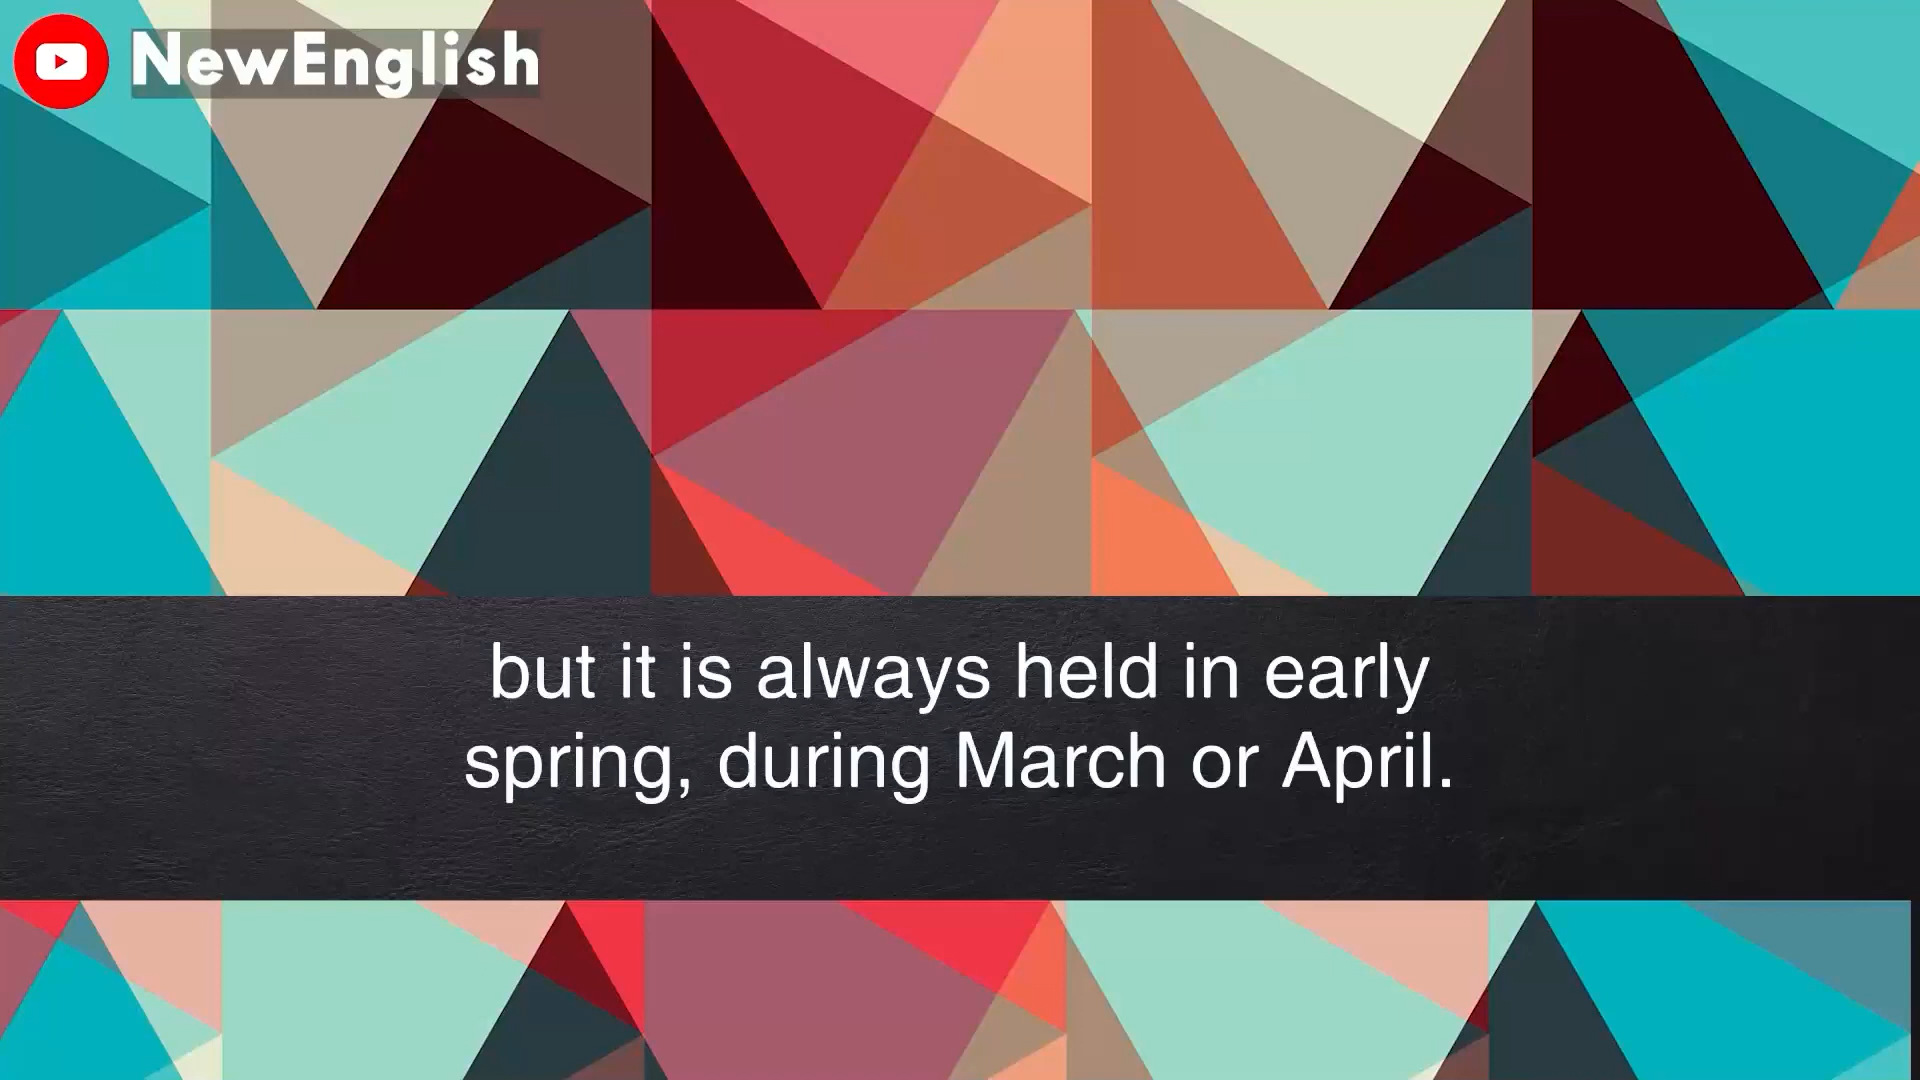 NewEnglish
but it is always held in early
spring, during March or April.